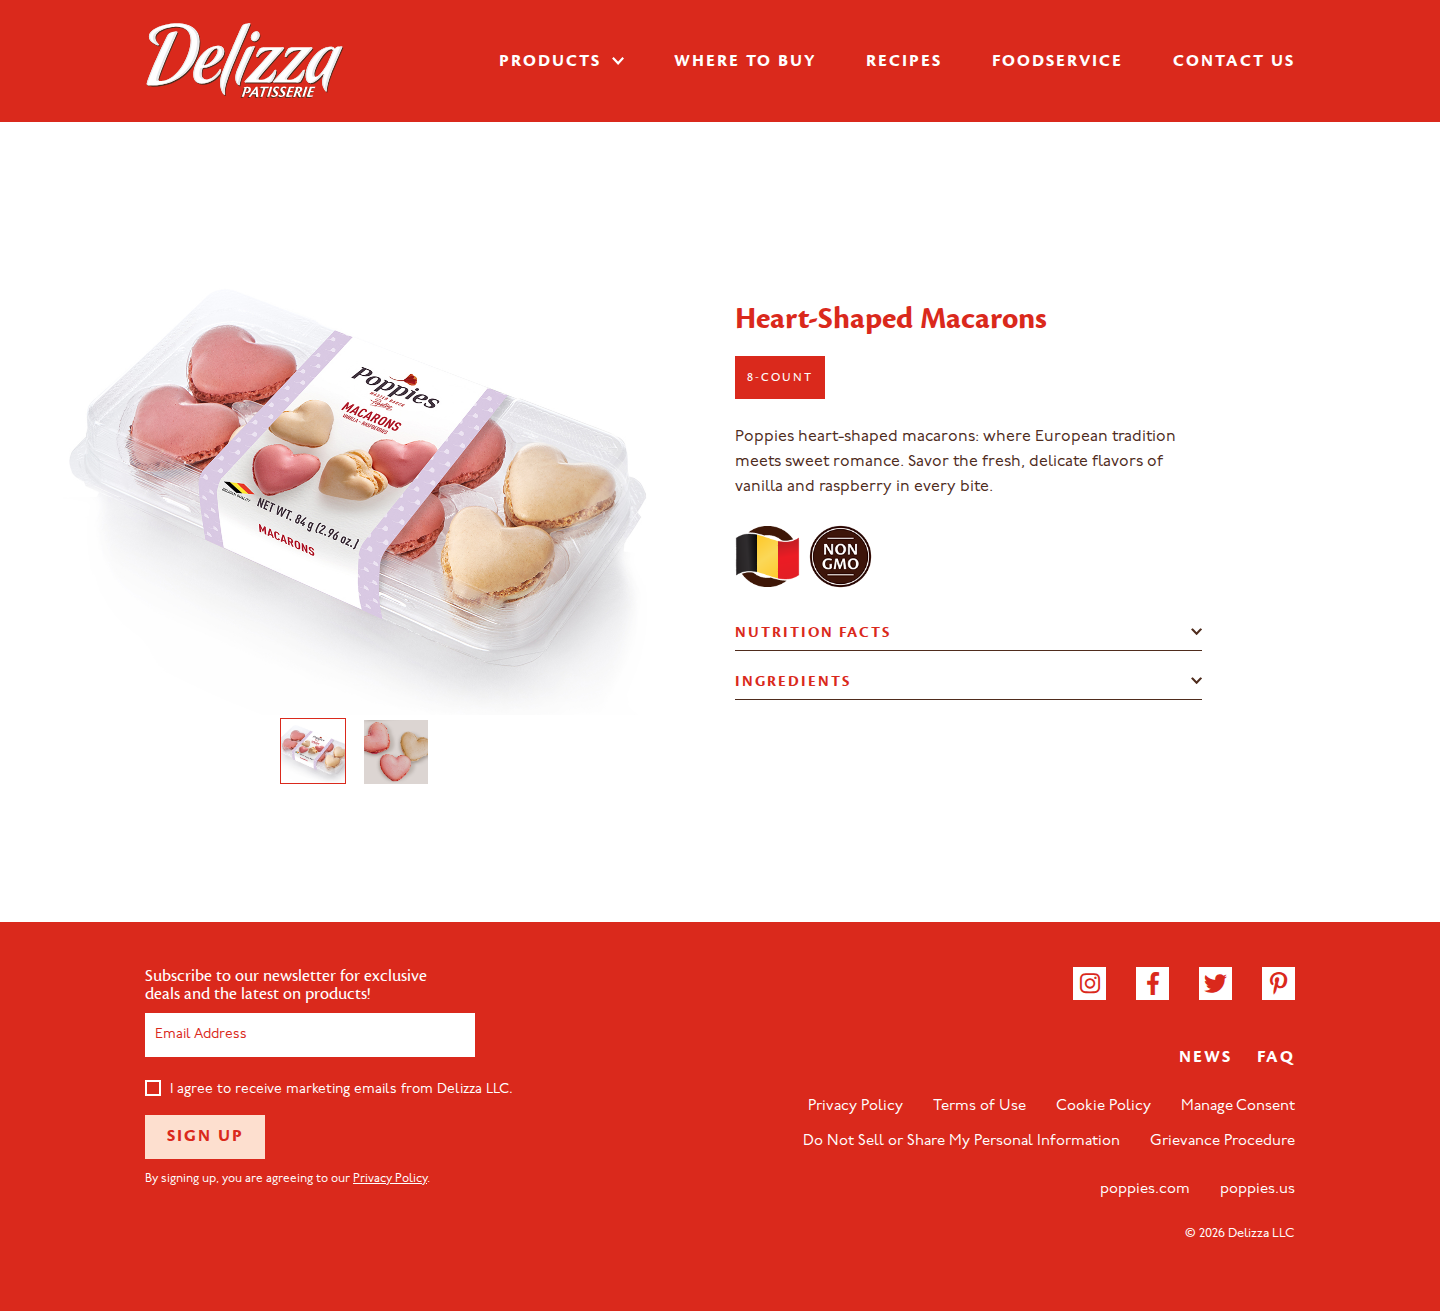 Delizza
PATISSERIE
PRODUCTS
WHERE TO BUY
RECIPES
FOODSERVICE
CONTACT US
Poppies
MACARONS
VANILLA - RASPBERRIES
BELGIAN QUALITY
NET WT. 84 g (2.96 oz.)
MACARONS
Heart-Shaped Macarons
8-COUNT
Poppies heart-shaped macarons: where European tradition
meets sweet romance. Savor the fresh, delicate flavors of
vanilla and raspberry in every bite.
NON
GMO
NUTRITION FACTS
INGREDIENTS
Subscribe to our newsletter for exclusive
deals and the latest on products!
Email Address
I agree to receive marketing emails from Delizza LLC.
SIGN UP
By signing up, you are agreeing to our Privacy Policy.
NEWS FAQ
Privacy Policy Terms of Use Cookie Policy Manage Consent
Do Not Sell or Share My Personal Information Grievance Procedure
poppies.com poppies.us
© 2026 Delizza LLC